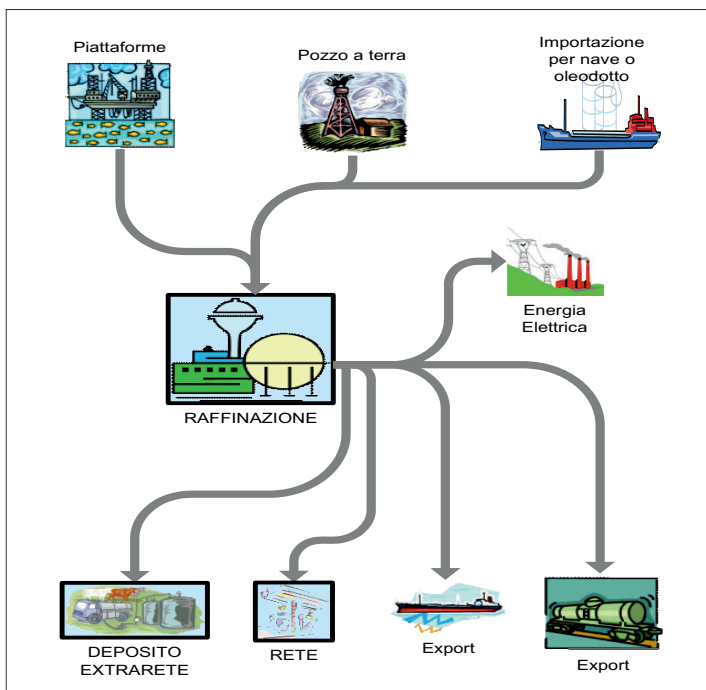 Piattaforme
Pozzo a terra
Importazione
per nave o
oleodotto
Energia
Elettrica
RAFFINAZIONE
DEPOSITO
EXTRARETE
RETE
Export
Export